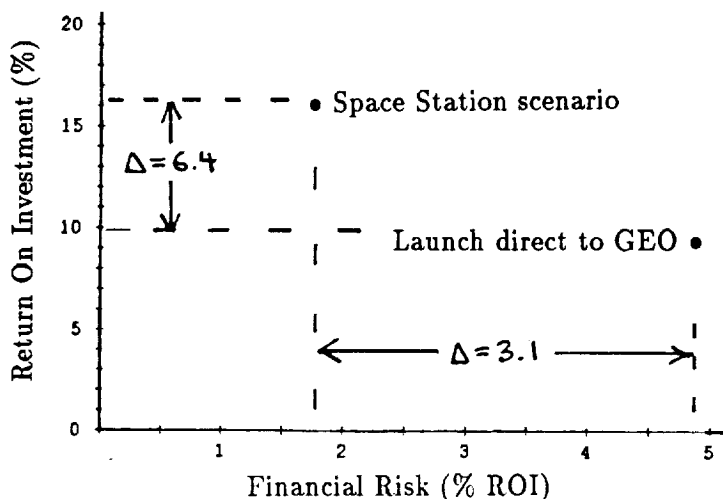 Return On Investment (%)
20
15
10
5
0
Space Station scenario
Δ=6.4
Launch direct to GEO
Δ=3.1
1 2 3 4 5
Financial Risk (% ROI)